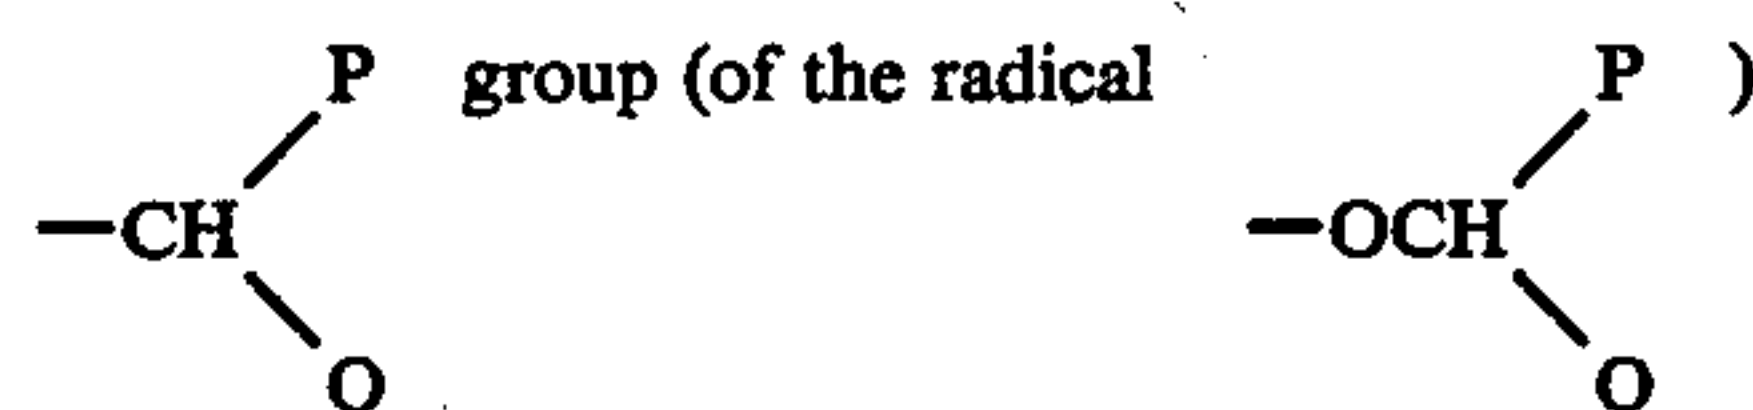 P group (of the radical P )
—CH —OCH
O O